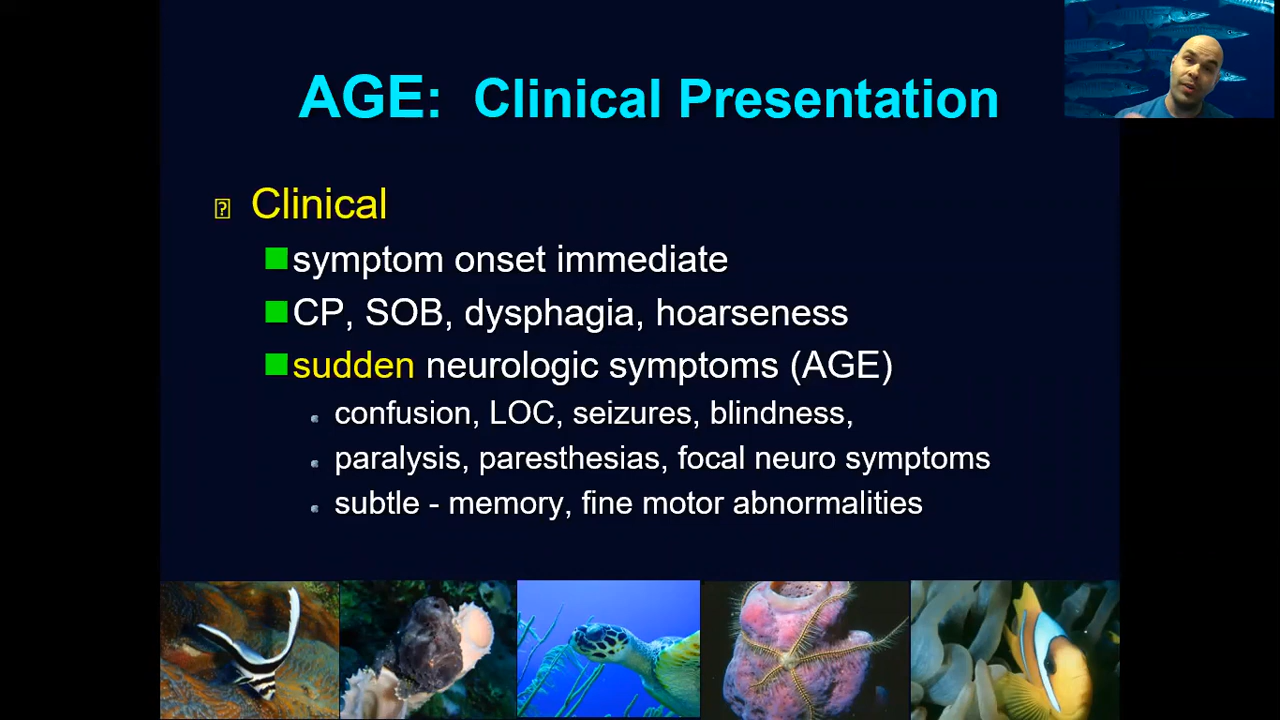 AGE: Clinical Presentation
Clinical
symptom onset immediate
CP, SOB, dysphagia, hoarseness
sudden neurologic symptoms (AGE)
confusion, LOC, seizures, blindness,
paralysis, paresthesias, focal neuro symptoms
subtle - memory, fine motor abnormalities